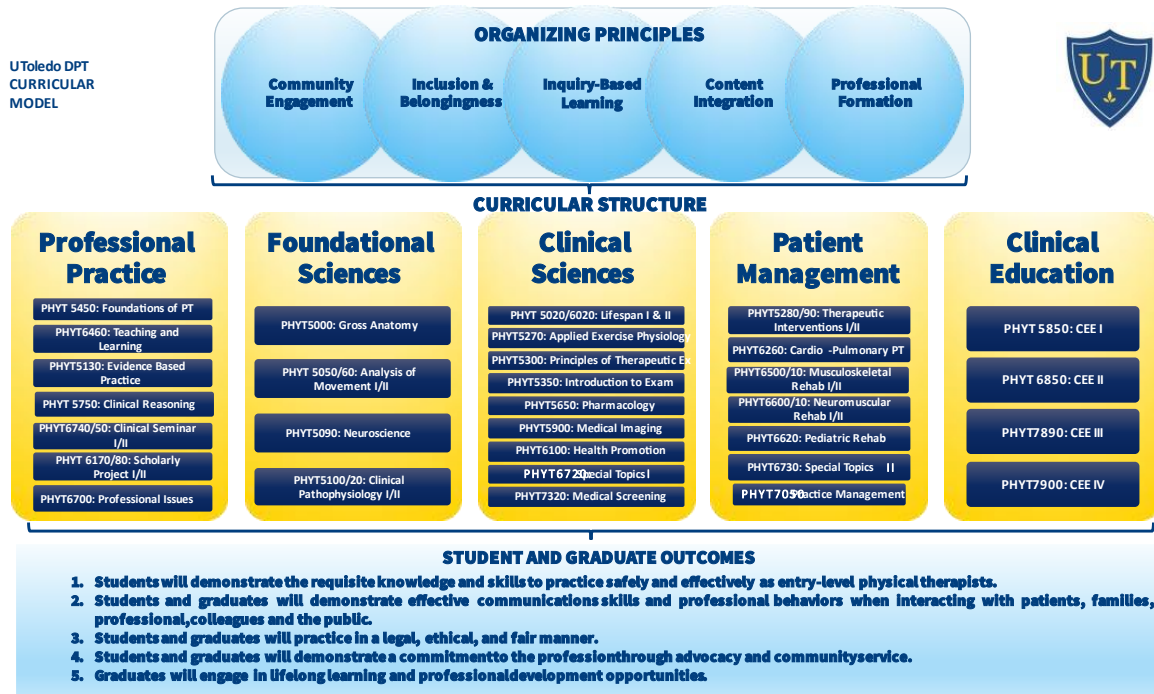 UToledo DPT
CURRICULAR
MODEL
ORGANIZING PRINCIPLES
Community
Engagement
Inclusion &
Belongingness
Inquiry-Based
Learning
Content
Integration
Professional
Formation
UT
CURRICULAR STRUCTURE
Professional
Practice
PHYT 5450: Foundations of PT
PHYT6460: Teaching and
Learning
PHYT5130: Evidence Based
Practice
PHYT 5750: Clinical Reasoning
PHYT6740/50: Clinical Seminar
I/II
PHYT 6170/80: Scholarly
Project I/II
PHYT6700: Professional Issues
Foundational
Sciences
PHYT5000: Gross Anatomy
PHYT 5050/60: Analysis of
Movement I/II
PHYT5090: Neuroscience
PHYT5100/20: Clinical
Pathophysiology I/II
Clinical
Sciences
PHYT 5020/6020: Lifespan I & II
PHYT5270: Applied Exercise Physiology
PHYT5300: Principles of Therapeutic Ex
PHYT5350: Introduction to Exam
PHYT5650: Pharmacology
PHYT5900: Medical Imaging
PHYT6100: Health Promotion
PHYT6720: Special Topics I
PHYT7320: Medical Screening
Patient
Management
PHYT5280/90: Therapeutic
Interventions I/II
PHYT6260: Cardio -Pulmonary PT
PHYT6500/10: Musculoskeletal
Rehab I/II
PHYT6600/10: Neuromuscular
Rehab I/II
PHYT6620: Pediatric Rehab
PHYT6730: Special Topics II
PHYT7050 Practice Management
Clinical
Education
PHYT 5850: CEE I
PHYT 6850: CEE II
PHYT7890: CEE III
PHYT7900: CEE IV
STUDENT AND GRADUATE OUTCOMES
1. Students will demonstrate the requisite knowledge and skills to practice safely and effectively as entry-level physical therapists.
2. Students and graduates will demonstrate effective communications skills and professional behaviors when interacting with patients, families,
professional,colleagues and the public.
3. Students and graduates will practice in a legal, ethical, and fair manner.
4. Students and graduates will demonstrate a commitment to the profession through advocacy and community service.
5. Graduates will engage in lifelong learning and professional development opportunities.